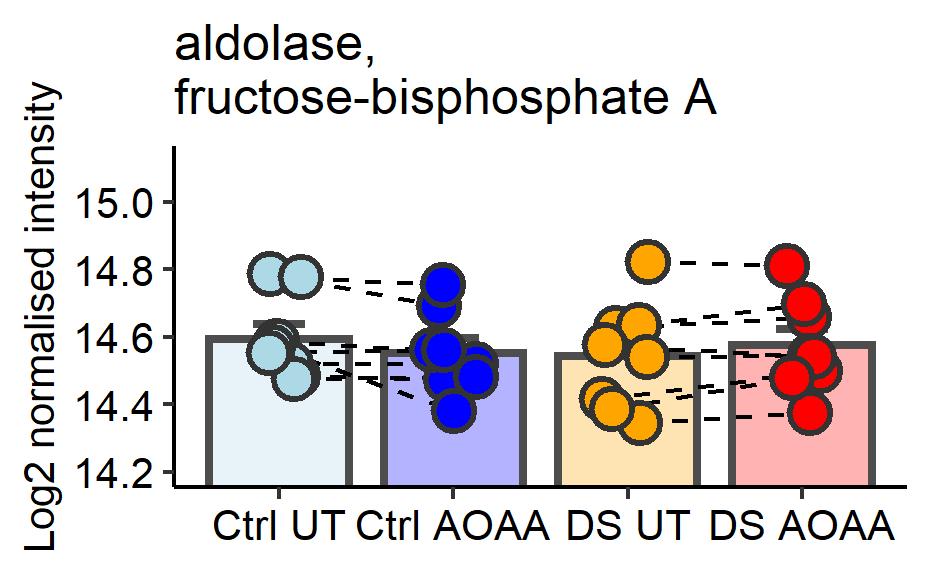 aldolase,
fructose-bisphosphate A
Log2 normalised intensity
15.0
14.8
14.6
14.4
14.2
Ctrl UT Ctrl AOAA DS UT DS AOAA